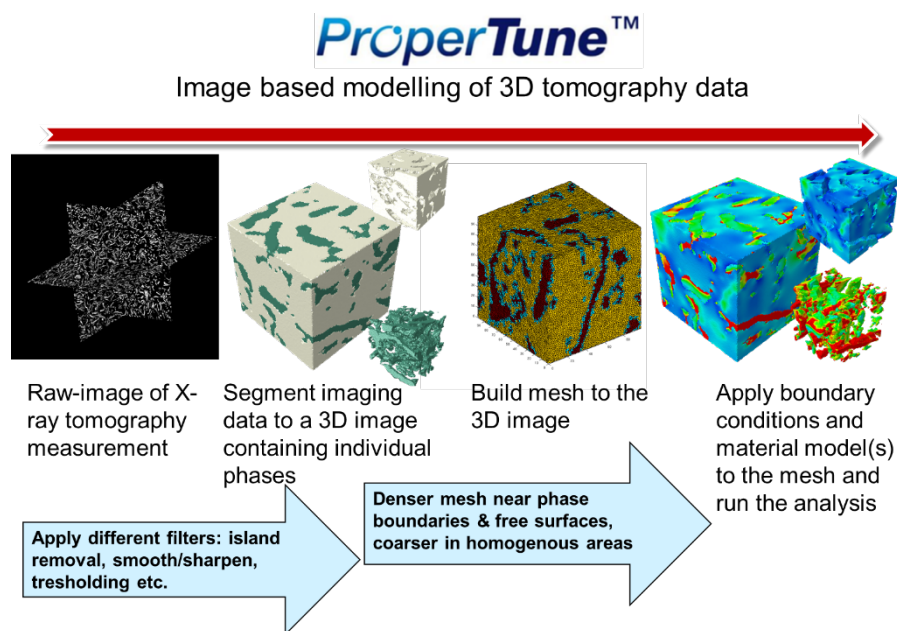 ProperTune™
Image based modelling of 3D tomography data
Raw-image of X-
ray tomography
measurement
Segment imaging
data to a 3D image
containing individual
phases
Build mesh to the
3D image
Apply boundary
conditions and
material model(s)
to the mesh and
run the analysis
Apply different filters: island
removal, smooth/sharpen,
tresholding etc.
Denser mesh near phase
boundaries & free surfaces,
coarser in homogenous areas